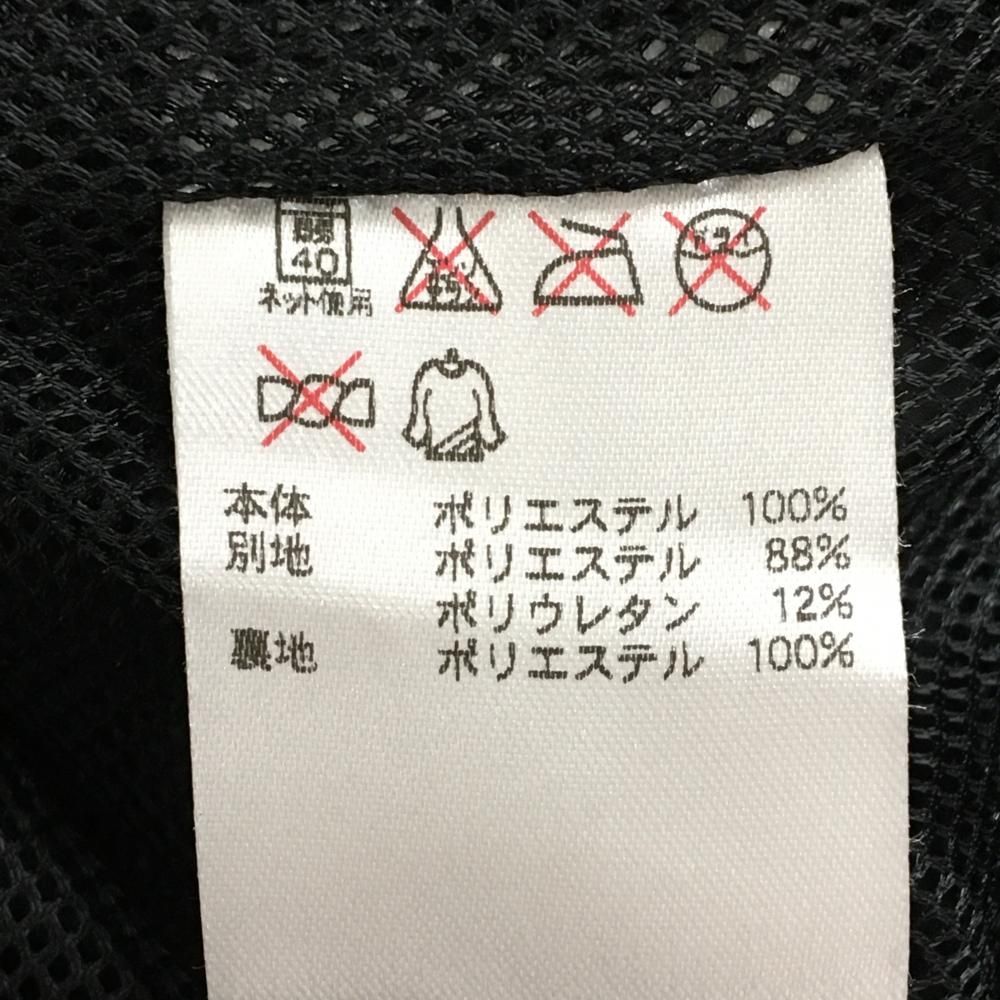 40
ネット使用
本体 ポリエステル 100%
別地 ポリエステル 88%
ポリウレタン 12%
裏地 ポリエステル 100%